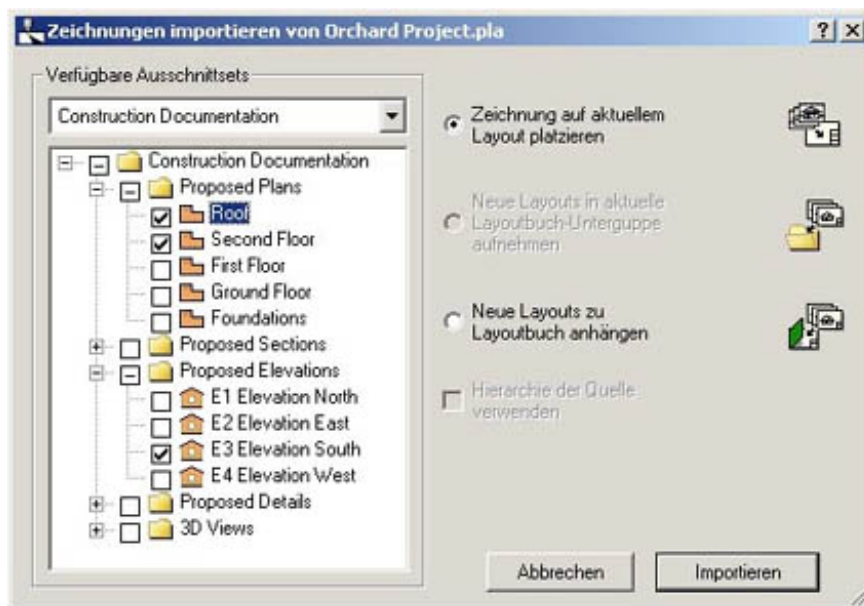 Zeichnungen importieren von Orchard Project.pla
Verfügbare Ausschnittsets
Construction Documentation
Construction Documentation
Proposed Plans
Roof
Second Floor
First Floor
Ground Floor
Foundations
Proposed Sections
Proposed Elevations
E1 Elevation North
E2 Elevation East
E3 Elevation South
E4 Elevation West
Proposed Details
3D Views
Zeichnung auf aktuellem
Layout platzieren
Neue Layouts in aktuelle
Layoutbuch-Unterguppe
aufnehmen
Neue Layouts zu
Layoutbuch anhängen
Hierarchie der Quelle
verwenden
Abbrechen
Importieren